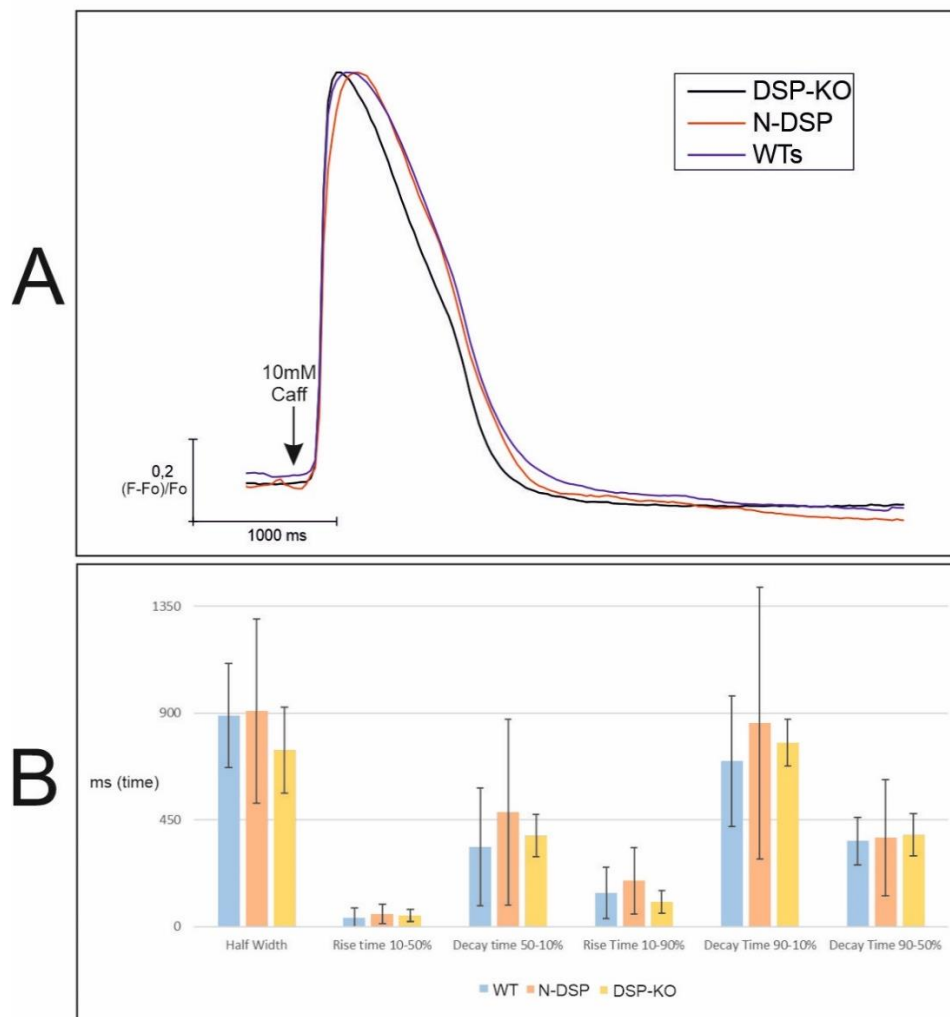 A
DSP-KO
N-DSP
WTs
10mM
Caff
0,2
(F-Fo)/Fo
1000 ms
B
1350
900
ms (time)
450
0
Half Width
Rise time 10-50%
Decay time 50-10%
Rise Time 10-90%
Decay Time 90-10%
Decay Time 90-50%
WT
N-DSP
DSP-KO